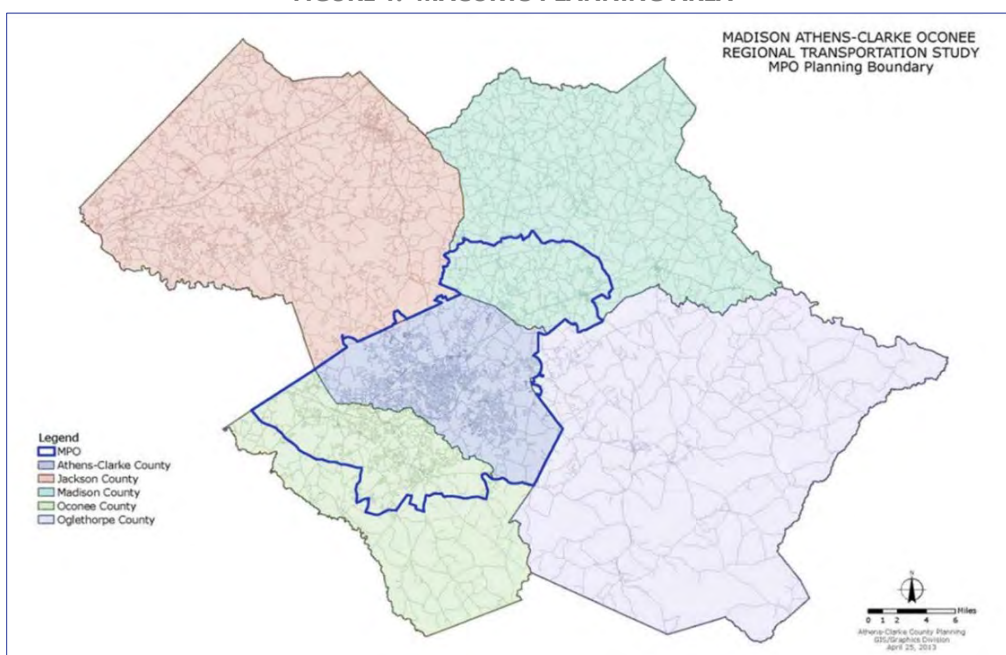 MADISON ATHENS-CLARKE OCONEE
REGIONAL TRANSPORTATION STUDY
MPO Planning Boundary
Legend
MPO
Athens-Clarke County
Jackson County
Madison County
Oconee County
Oglethorpe County
N
Miles
0 1 2 4 6
Athens-Clarke County Planning
GIS/Graphics Division
April 25, 2013